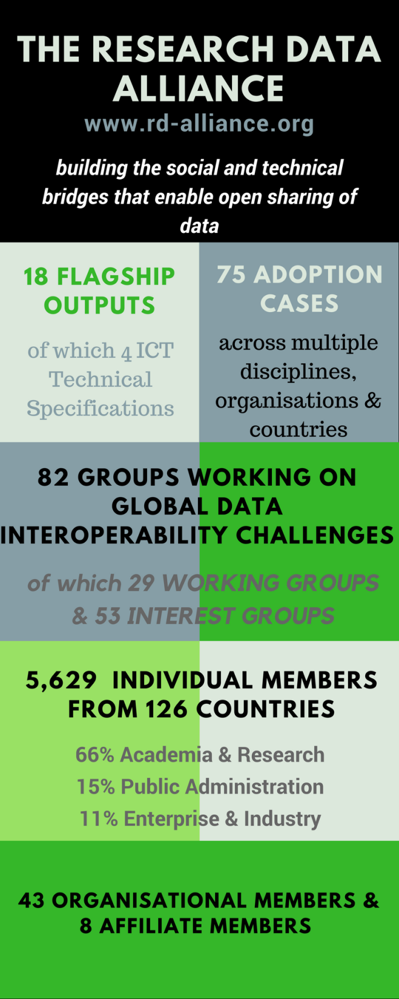 THE RESEARCH DATA
ALLIANCE
www.rd-alliance.org
building the social and technical
bridges that enable open sharing of
data
18 FLAGSHIP
OUTPUTS
of which 4 ICT
Technical
Specifications
75 ADOPTION
CASES
across multiple
disciplines,
organisations &
countries
82 GROUPS WORKING ON
GLOBAL DATA
INTEROPERABILITY CHALLENGES
of which 29 WORKING GROUPS
& 53 INTEREST GROUPS
5,629 INDIVIDUAL MEMBERS
FROM 126 COUNTRIES
66% Academia & Research
15% Public Administration
11% Enterprise & Industry
43 ORGANISATIONAL MEMBERS &
8 AFFILIATE MEMBERS